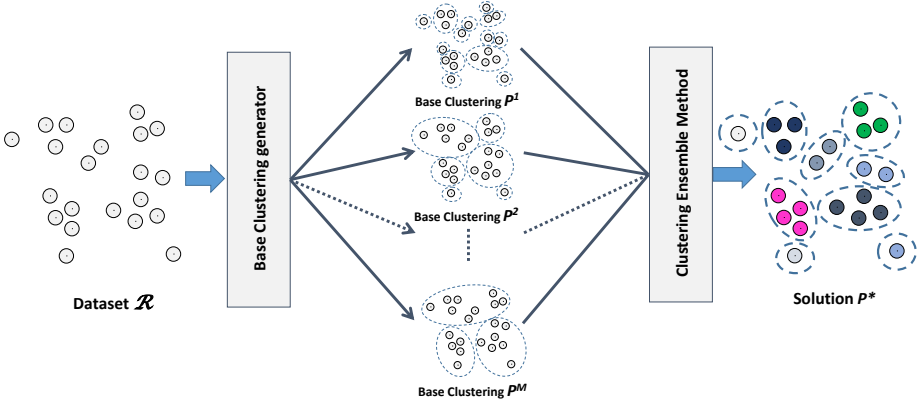 Dataset ℛ
Base Clustering generator
Base Clustering P¹
Base Clustering P²
Base Clustering Pᴹ
Clustering Ensemble Method
Solution P*